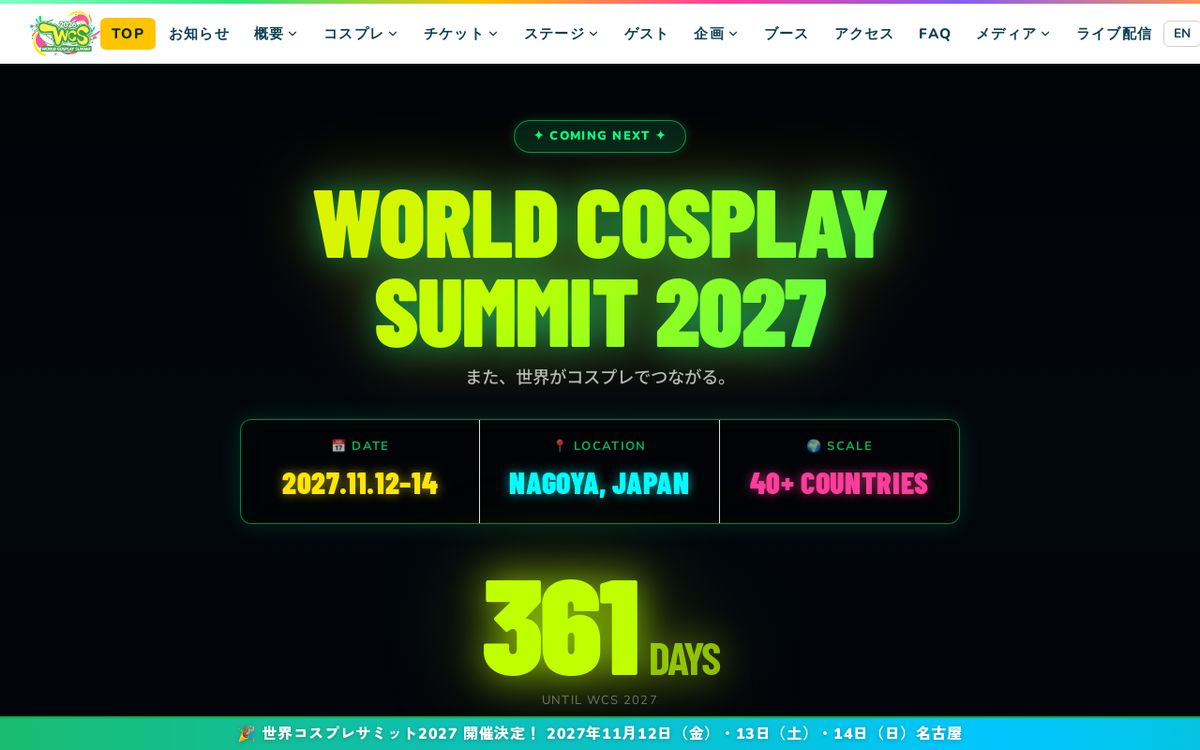 2026
WCS
WORLD COSPLAY SUMMIT
TOP お知らせ 概要 コスプレ チケット ステージ ゲスト 企画 ブース アクセス FAQ メディア ライブ配信 EN
✦ COMING NEXT ✦
WORLD COSPLAY
SUMMIT 2027
また、世界がコスプレでつながる。
📅 DATE
2027.11.12–14
📍 LOCATION
NAGOYA, JAPAN
🌍 SCALE
40+ COUNTRIES
361 DAYS
UNTIL WCS 2027
🎉 世界コスプレサミット2027 開催決定！ 2027年11月12日（金）・13日（土）・14日（日）名古屋